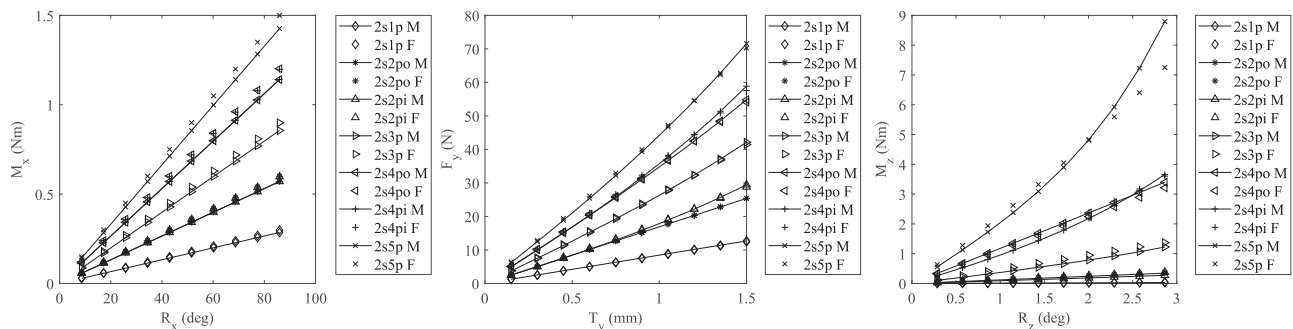 1.5
1
0.5
0
M_x (Nm)
0 20 40 60 80 100
R_x (deg)
2s1p M
2s1p F
2s2po M
2s2po F
2s2pi M
2s2pi F
2s3p M
2s3p F
2s4po M
2s4po F
2s4pi M
2s4pi F
2s5p M
2s5p F
80
70
60
50
40
30
20
10
0
F_y (N)
0 0.5 1 1.5
T_y (mm)
2s1p M
2s1p F
2s2po M
2s2po F
2s2pi M
2s2pi F
2s3p M
2s3p F
2s4po M
2s4po F
2s4pi M
2s4pi F
2s5p M
2s5p F
9
8
7
6
5
4
3
2
1
0
M_z (Nm)
0 0.5 1 1.5 2 2.5 3
R_z (deg)
2s1p M
2s1p F
2s2po M
2s2po F
2s2pi M
2s2pi F
2s3p M
2s3p F
2s4po M
2s4po F
2s4pi M
2s4pi F
2s5p M
2s5p F